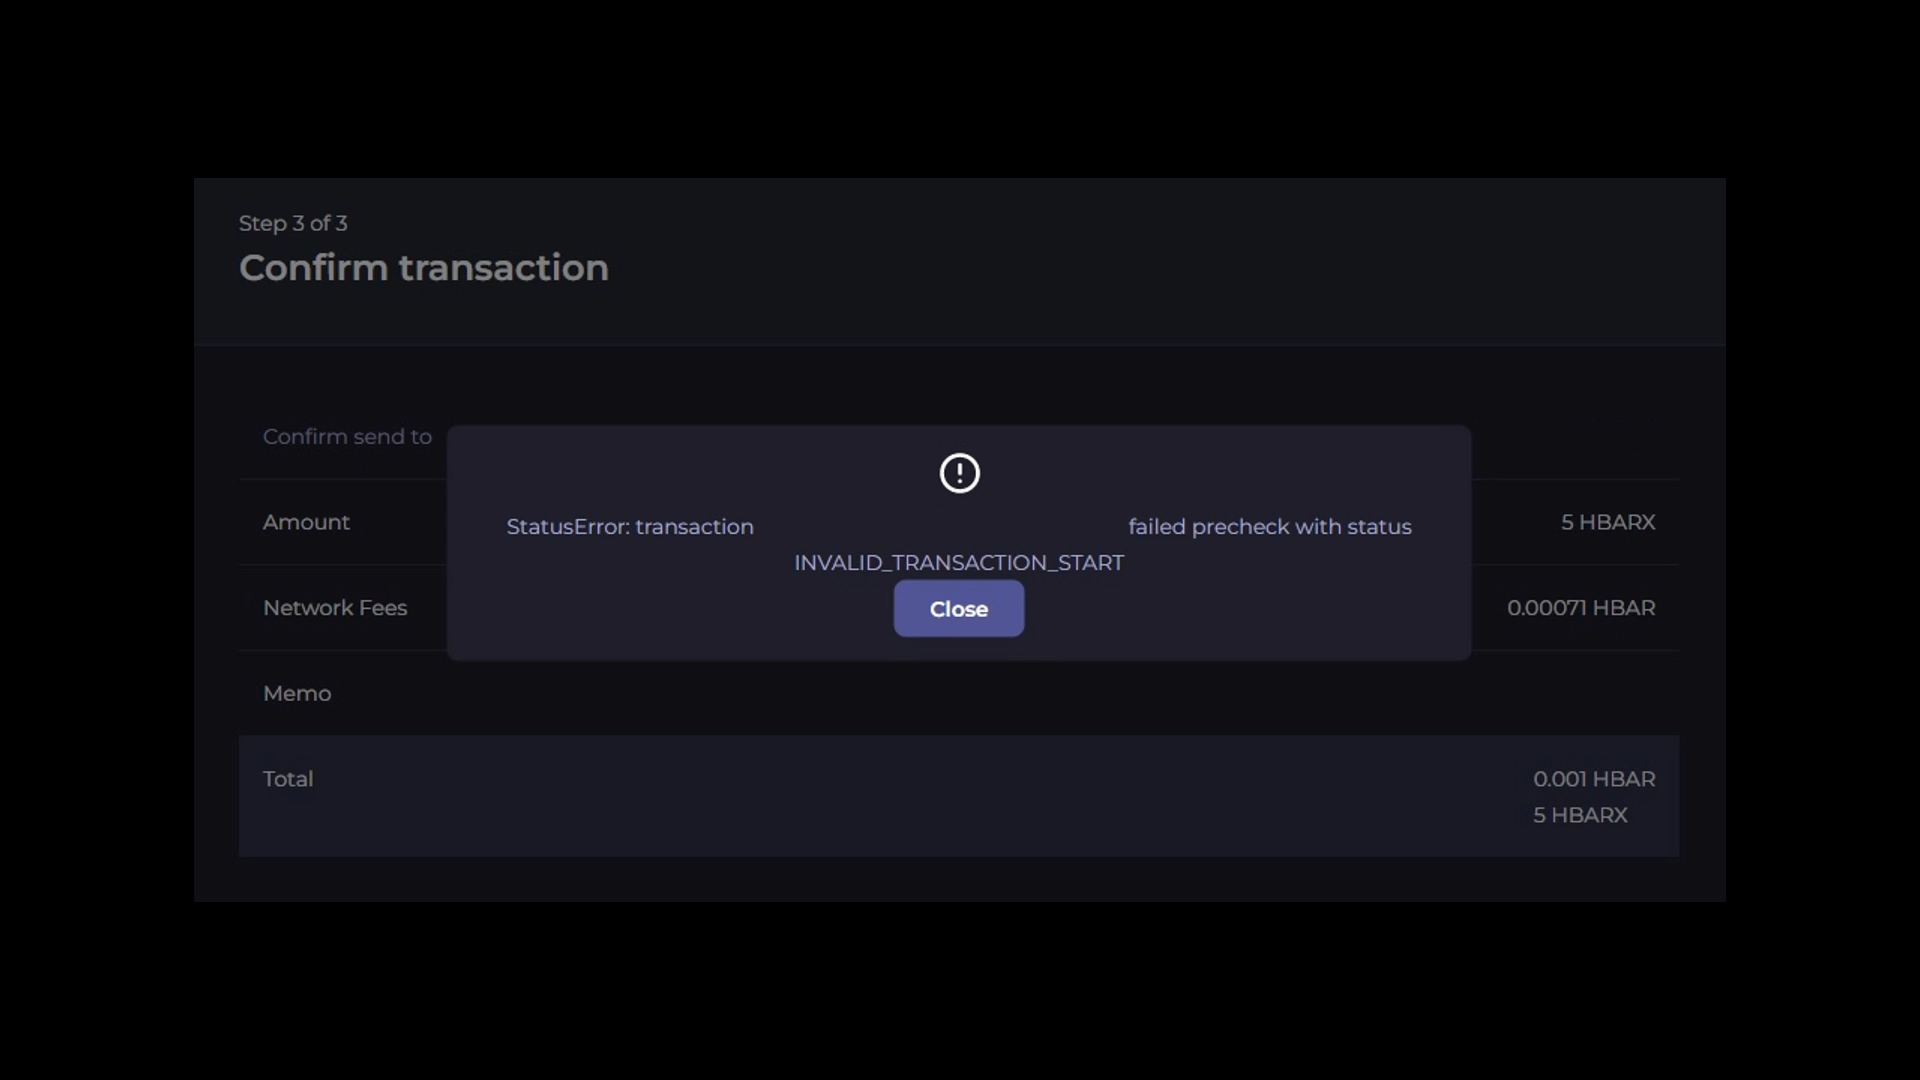 Step 3 of 3
Confirm transaction
Confirm send to
Amount 5 HBARX
Network Fees 0.00071 HBAR
Memo
Total 0.001 HBAR
5 HBARX
StatusError: transaction failed precheck with status
INVALID_TRANSACTION_START
Close